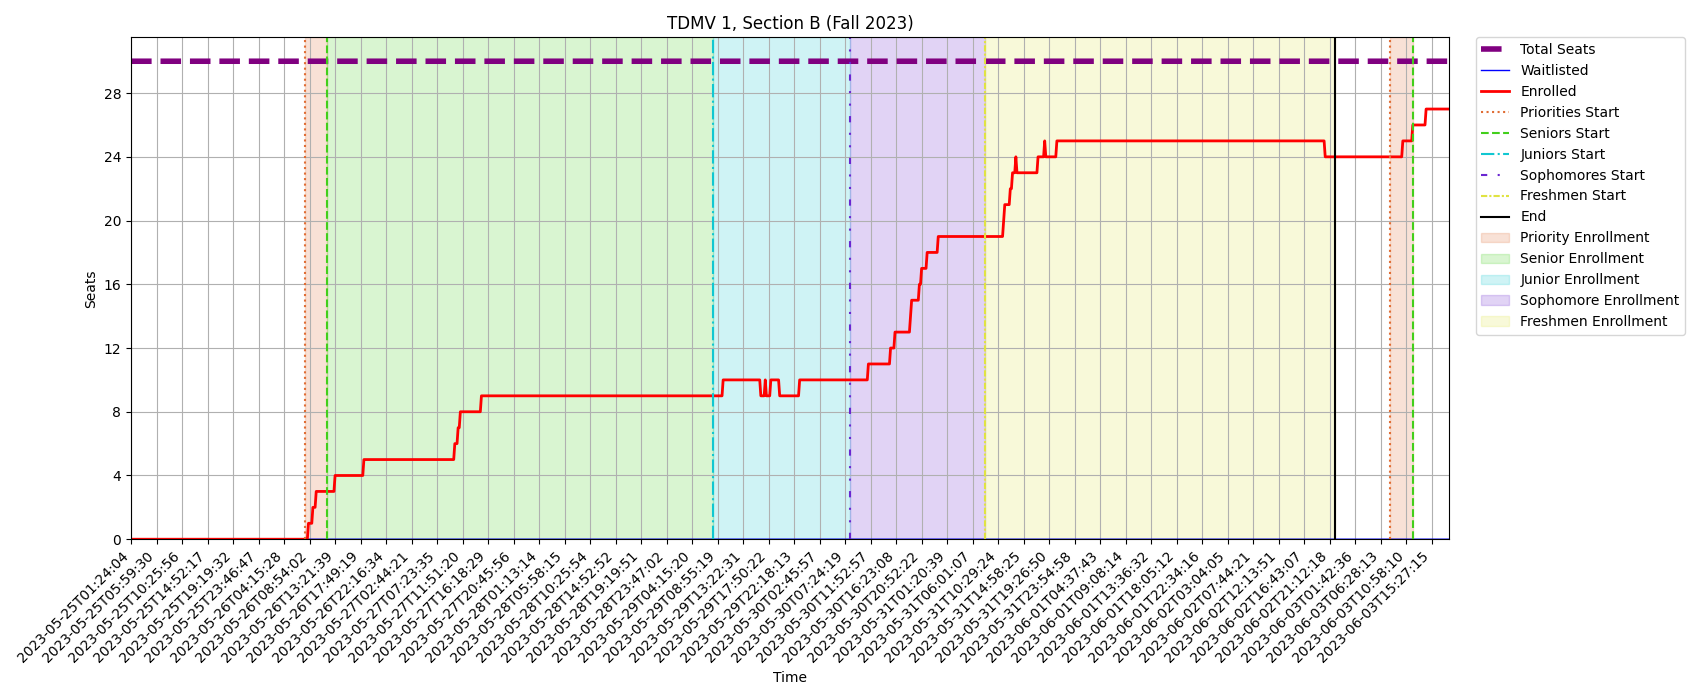 TDMV 1, Section B (Fall 2023)
Seats
28
24
20
16
12
8
4
0
2023-05-25T01:24:04
2023-05-25T05:59:30
2023-05-25T10:25:56
2023-05-25T14:52:17
2023-05-25T19:19:32
2023-05-25T23:46:47
2023-05-26T04:15:28
2023-05-26T08:54:02
2023-05-26T13:21:39
2023-05-26T17:49:19
2023-05-26T22:16:34
2023-05-27T02:44:21
2023-05-27T07:23:35
2023-05-27T11:51:20
2023-05-27T16:18:29
2023-05-27T20:45:56
2023-05-28T01:13:14
2023-05-28T05:58:15
2023-05-28T10:25:54
2023-05-28T14:52:52
2023-05-28T19:19:51
2023-05-28T23:47:02
2023-05-29T04:15:20
2023-05-29T08:55:19
2023-05-29T13:22:31
2023-05-29T17:50:22
2023-05-29T22:18:13
2023-05-30T02:45:57
2023-05-30T07:24:19
2023-05-30T11:52:57
2023-05-30T16:23:08
2023-05-30T20:52:22
2023-05-31T01:20:39
2023-05-31T06:01:07
2023-05-31T10:29:24
2023-05-31T14:58:25
2023-05-31T19:26:50
2023-05-31T23:54:58
2023-06-01T04:37:43
2023-06-01T09:08:14
2023-06-01T13:36:32
2023-06-01T18:05:12
2023-06-01T22:34:16
2023-06-02T03:04:05
2023-06-02T07:44:21
2023-06-02T12:13:51
2023-06-02T16:43:07
2023-06-02T21:12:18
2023-06-03T01:42:36
2023-06-03T06:28:13
2023-06-03T10:58:10
2023-06-03T15:27:15
Time
Total Seats
Waitlisted
Enrolled
Priorities Start
Seniors Start
Juniors Start
Sophomores Start
Freshmen Start
End
Priority Enrollment
Senior Enrollment
Junior Enrollment
Sophomore Enrollment
Freshmen Enrollment